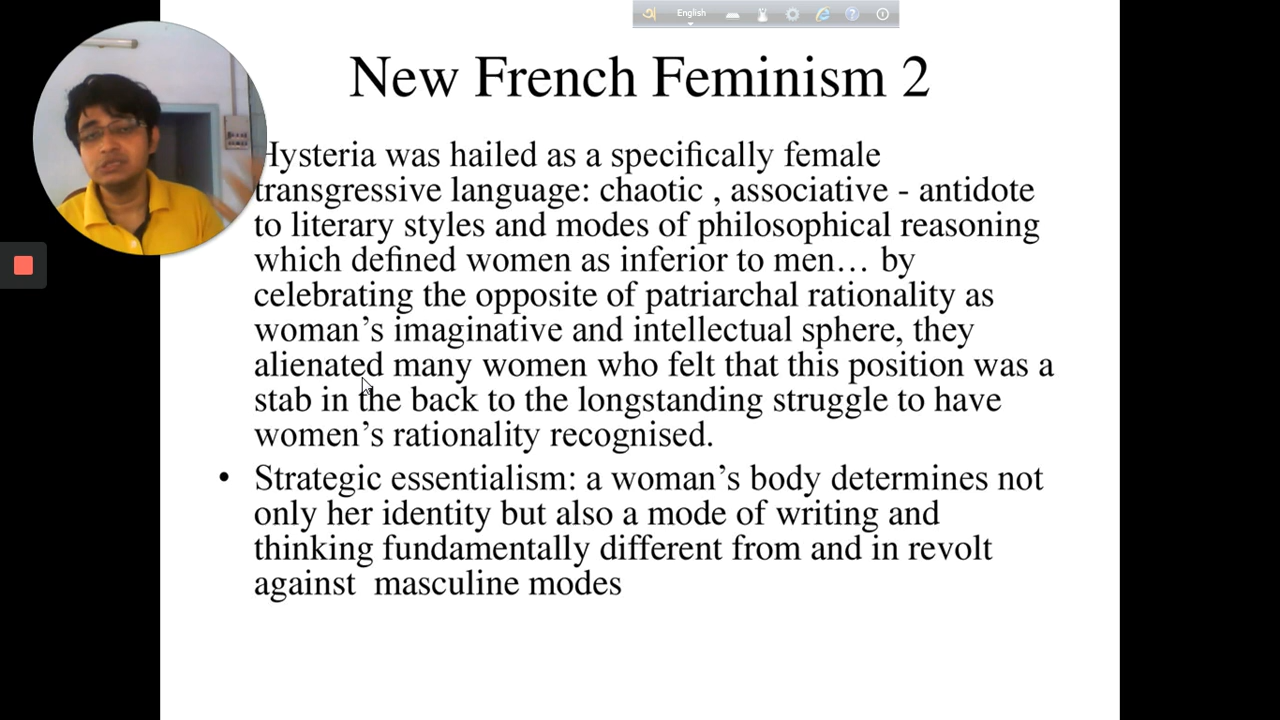 অ English
New French Feminism 2
Hysteria was hailed as a specifically female
transgressive language: chaotic , associative - antidote
to literary styles and modes of philosophical reasoning
which defined women as inferior to men… by
celebrating the opposite of patriarchal rationality as
woman’s imaginative and intellectual sphere, they
alienated many women who felt that this position was a
stab in the back to the longstanding struggle to have
women’s rationality recognised.
• Strategic essentialism: a woman’s body determines not
only her identity but also a mode of writing and
thinking fundamentally different from and in revolt
against  masculine modes